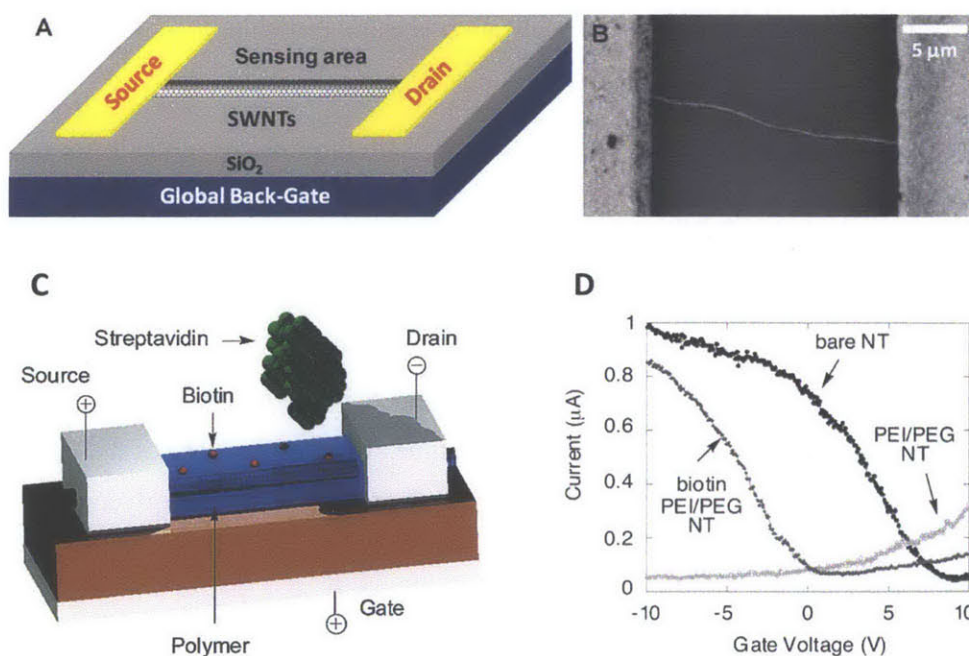 A
Sensing area
Source
Drain
SWNTs
SiO₂
Global Back-Gate
B
5 μm
C
Streptavidin
Drain
Source
Biotin
Gate
Polymer
D
1
0.8
0.6
0.4
0.2
0
bare NT
PEI/PEG
NT
biotin
PEI/PEG
NT
Current (μA)
-10
-5
0
5
10
Gate Voltage (V)